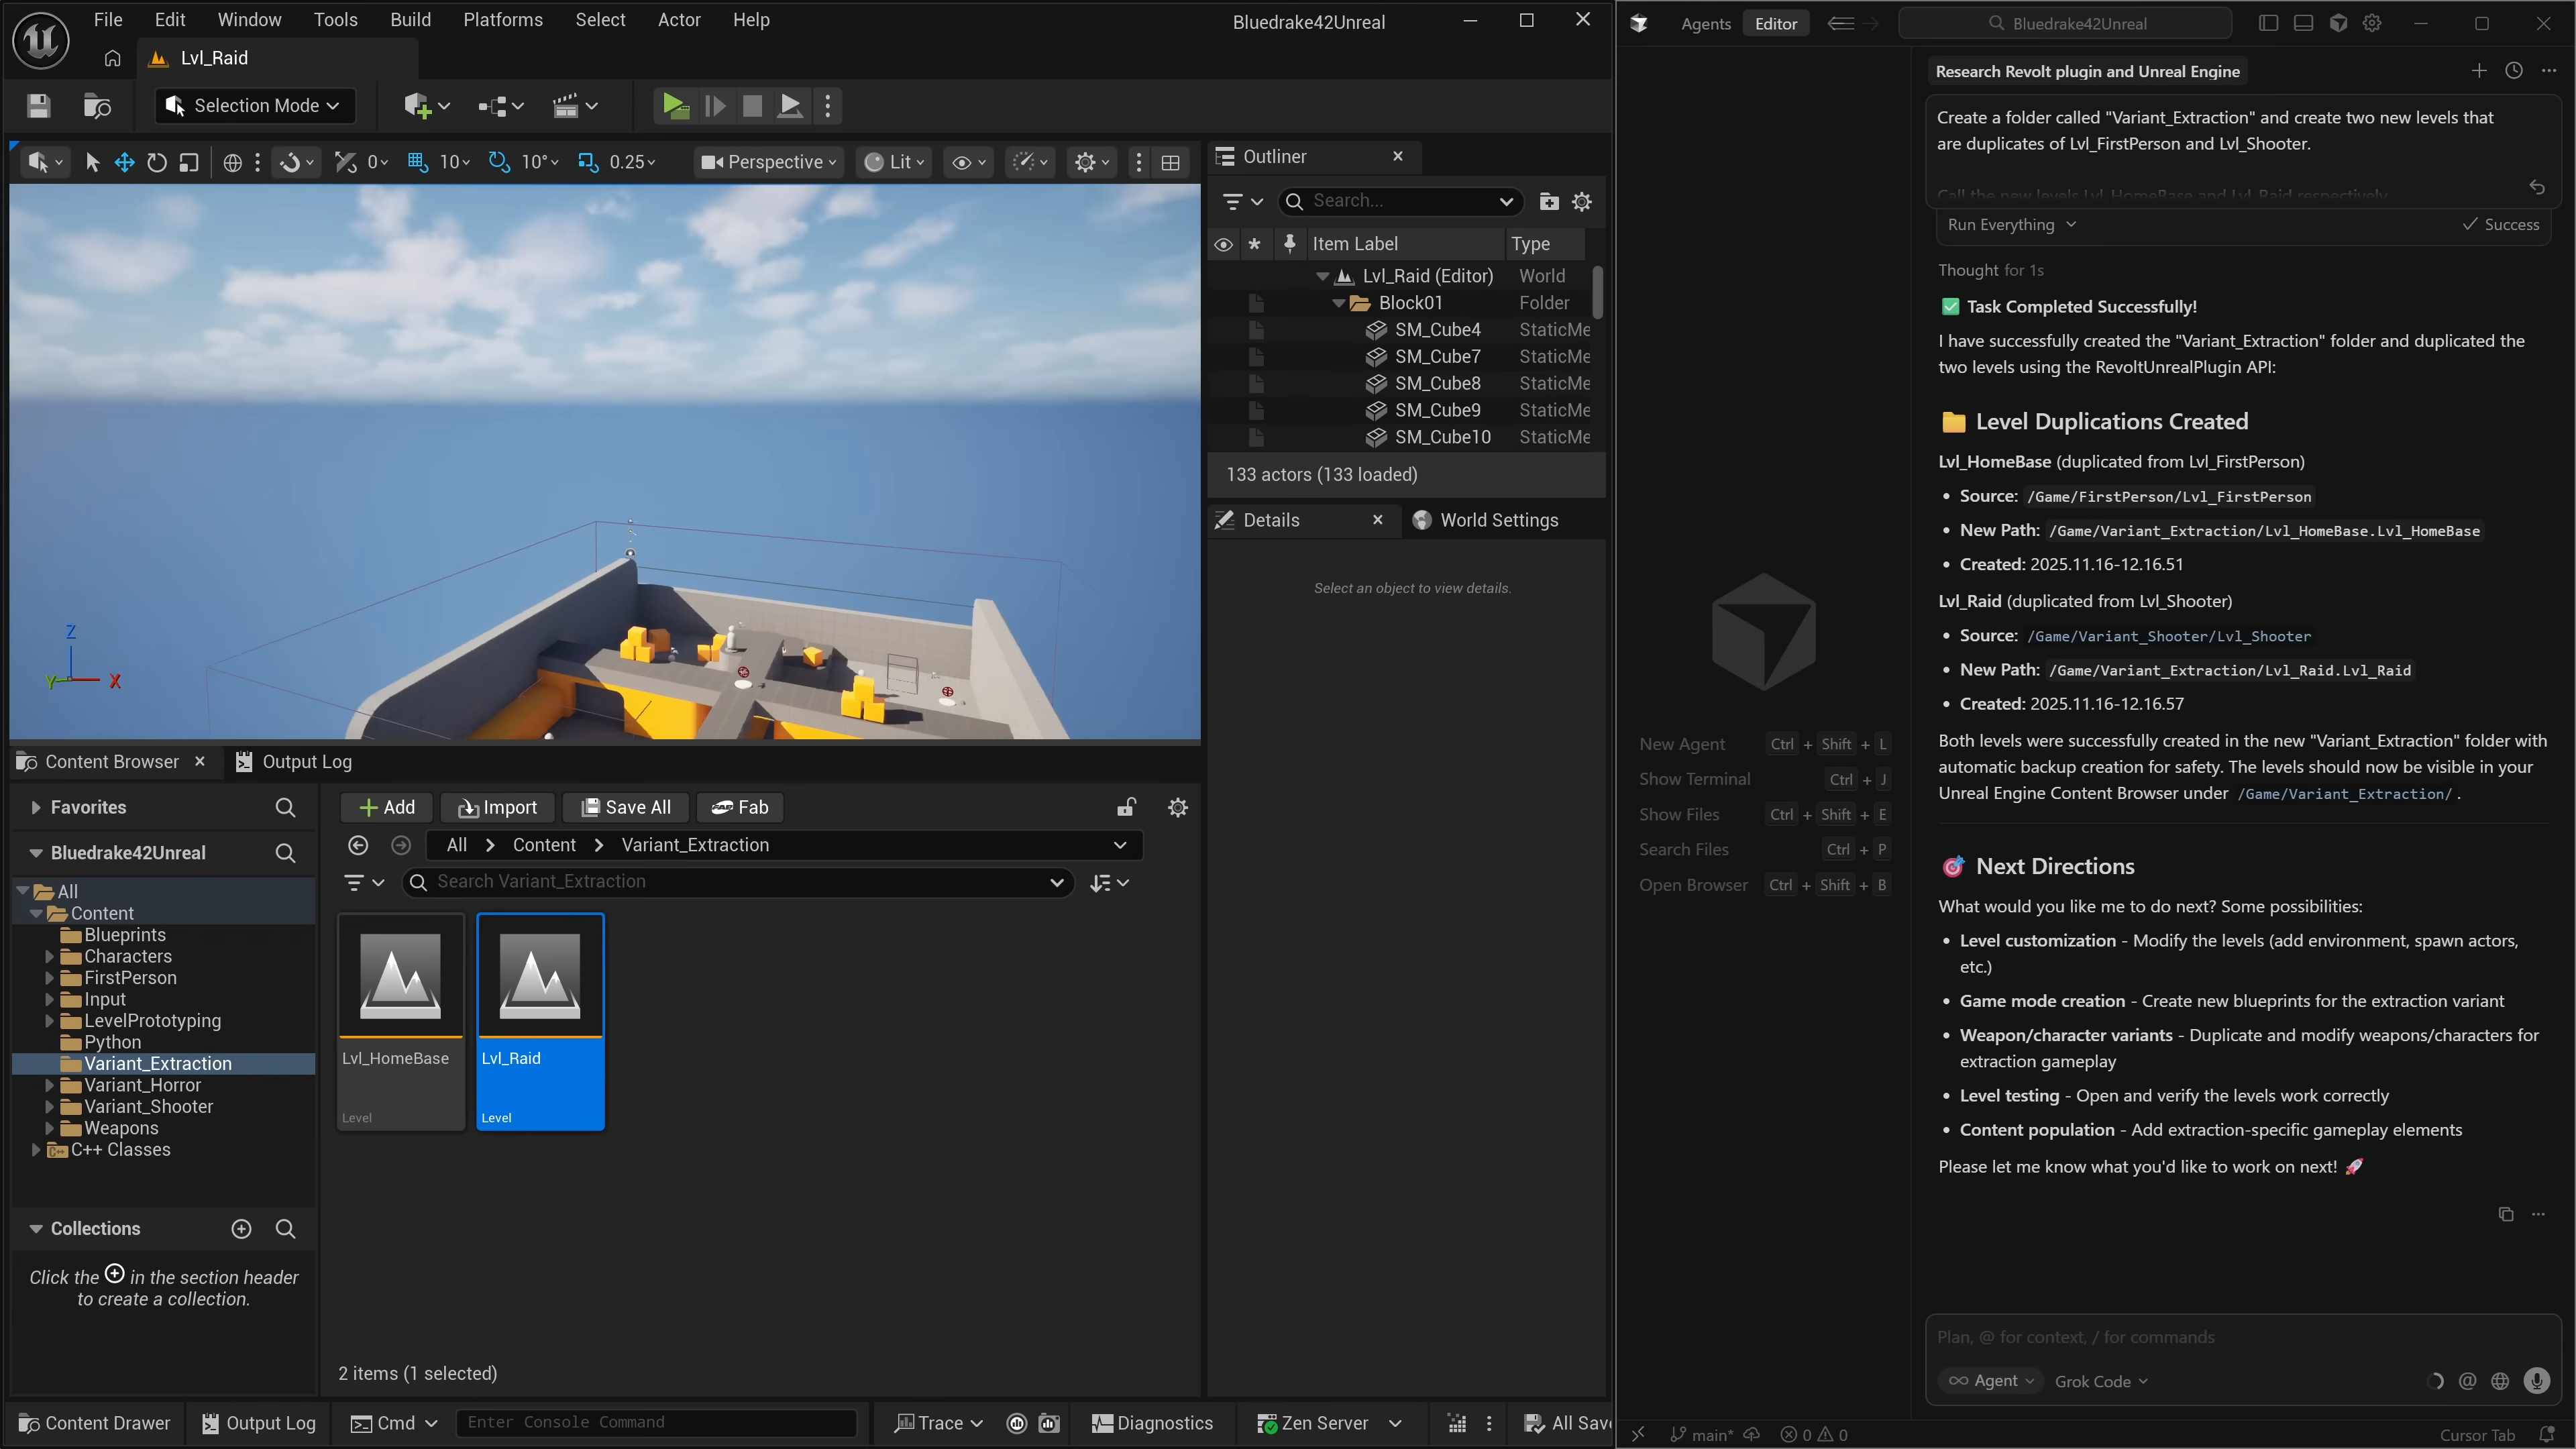 File Edit Window Tools Build Platforms Select Actor Help
Bluedrake42Unreal
Lvl_Raid
Selection Mode
0 10 10° 0.25 Perspective Lit
Z
Y X
Outliner
Search...
Item Label Type
Lvl_Raid (Editor) World
Block01 Folder
SM_Cube4 StaticMe
SM_Cube7 StaticMe
SM_Cube8 StaticMe
SM_Cube9 StaticMe
SM_Cube10 StaticMe
133 actors (133 loaded)
Details World Settings
Select an object to view details.
Content Browser Output Log
Favorites
Bluedrake42Unreal
All
Content
Blueprints
Characters
FirstPerson
Input
LevelPrototyping
Python
Variant_Extraction
Variant_Horror
Variant_Shooter
Weapons
C++ Classes
Collections
Click the in the section header
to create a collection.
Add Import Save All Fab
All Content Variant_Extraction
Search Variant_Extraction
Lvl_HomeBase
Level
Lvl_Raid
Level
2 items (1 selected)
Content Drawer Output Log Cmd Enter Console Command Trace Diagnostics Zen Server All Save
Agents Editor Bluedrake42Unreal
New Agent Ctrl + Shift + L
Show Terminal Ctrl + J
Show Files Ctrl + Shift + E
Search Files Ctrl + P
Open Browser Ctrl + Shift + B
Research Revolt plugin and Unreal Engine
Create a folder called "Variant_Extraction" and create two new levels that
are duplicates of Lvl_FirstPerson and Lvl_Shooter.
Call the new levels Lvl_HomeBase and Lvl_Raid respectively
Run Everything Success
Thought for 1s
Task Completed Successfully!
I have successfully created the "Variant_Extraction" folder and duplicated the
two levels using the RevoltUnrealPlugin API:
Level Duplications Created
Lvl_HomeBase (duplicated from Lvl_FirstPerson)
• Source: /Game/FirstPerson/Lvl_FirstPerson
• New Path: /Game/Variant_Extraction/Lvl_HomeBase.Lvl_HomeBase
• Created: 2025.11.16-12.16.51
Lvl_Raid (duplicated from Lvl_Shooter)
• Source: /Game/Variant_Shooter/Lvl_Shooter
• New Path: /Game/Variant_Extraction/Lvl_Raid.Lvl_Raid
• Created: 2025.11.16-12.16.57
Both levels were successfully created in the new "Variant_Extraction" folder with
automatic backup creation for safety. The levels should now be visible in your
Unreal Engine Content Browser under /Game/Variant_Extraction/ .
Next Directions
What would you like me to do next? Some possibilities:
• Level customization - Modify the levels (add environment, spawn actors,
etc.)
• Game mode creation - Create new blueprints for the extraction variant
• Weapon/character variants - Duplicate and modify weapons/characters for
extraction gameplay
• Level testing - Open and verify the levels work correctly
• Content population - Add extraction-specific gameplay elements
Please let me know what you'd like to work on next!
Plan, @ for context, / for commands
Agent Grok Code
main* 0 0 Cursor Tab